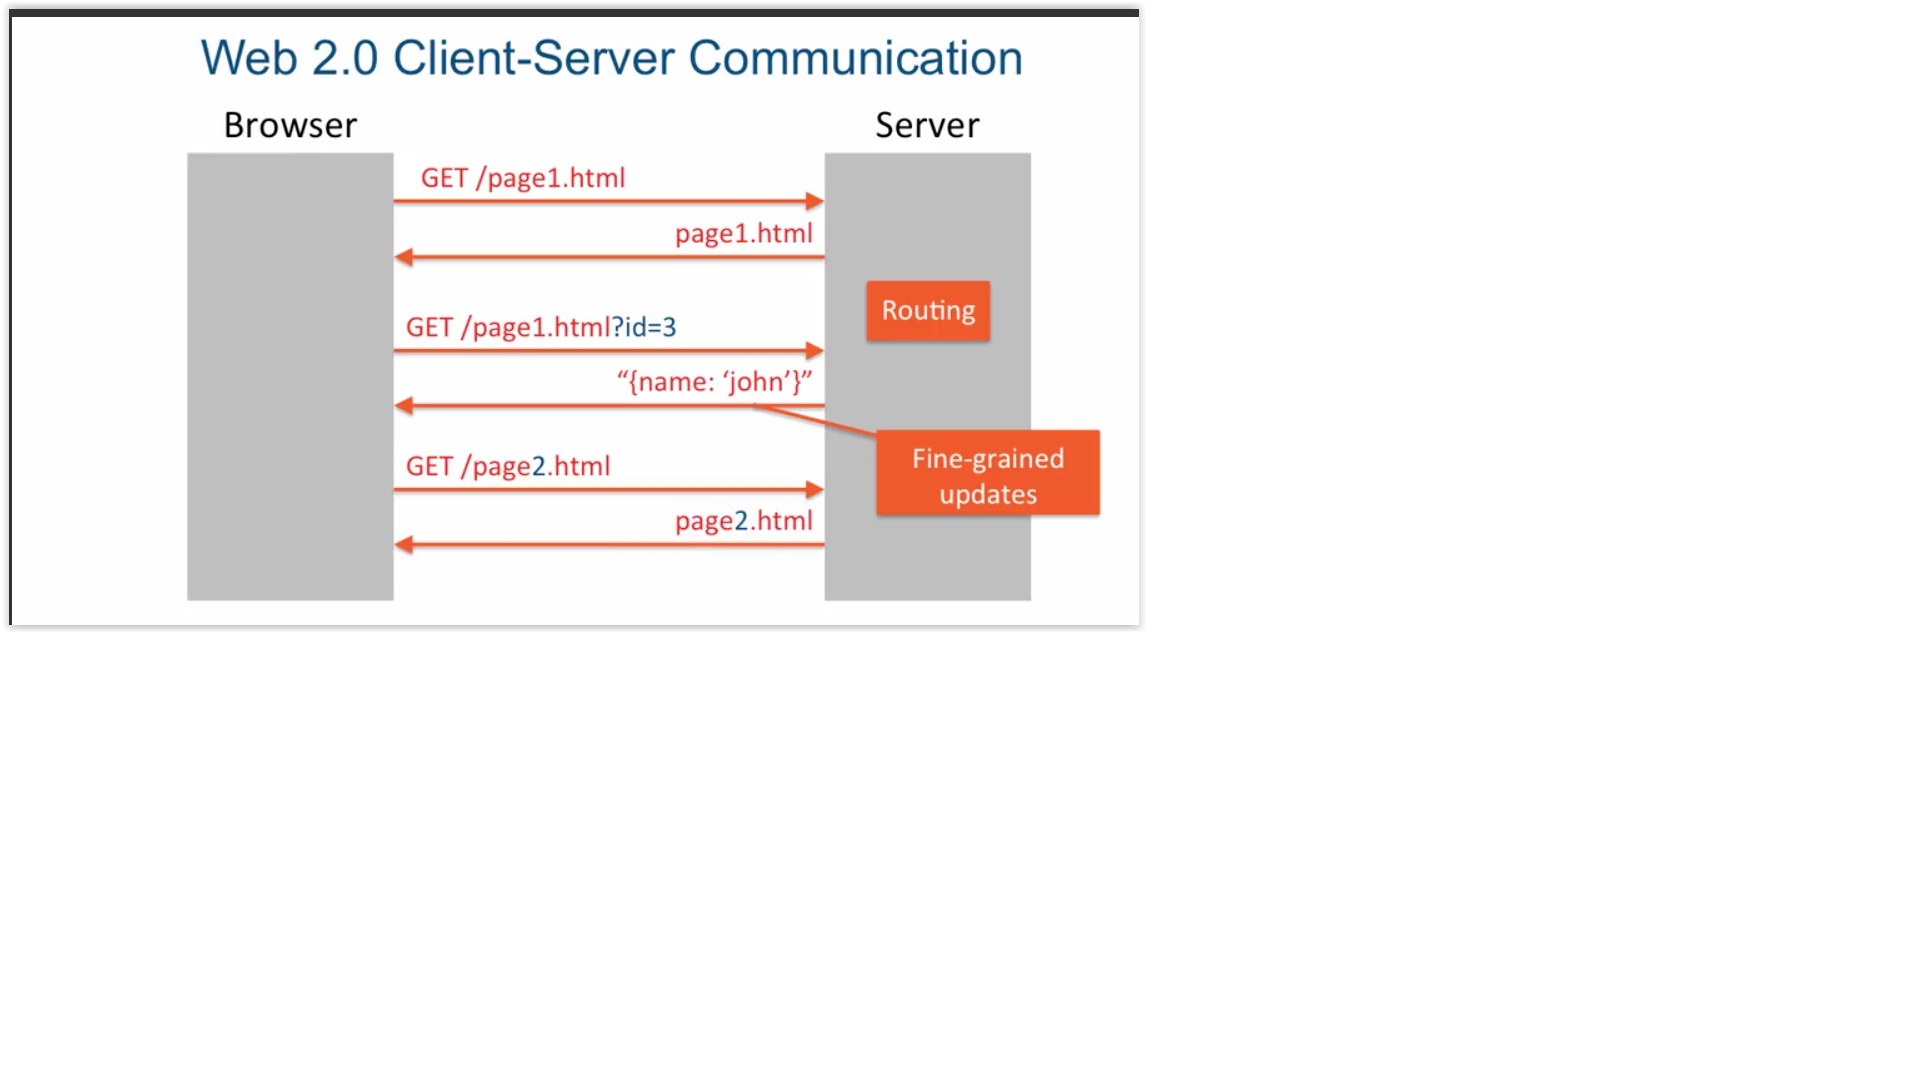 Web 2.0 Client-Server Communication
Browser
Server
GET /page1.html
page1.html
Routing
GET /page1.html?id=3
“{name: ‘john’}”
Fine-grained
updates
GET /page2.html
page2.html